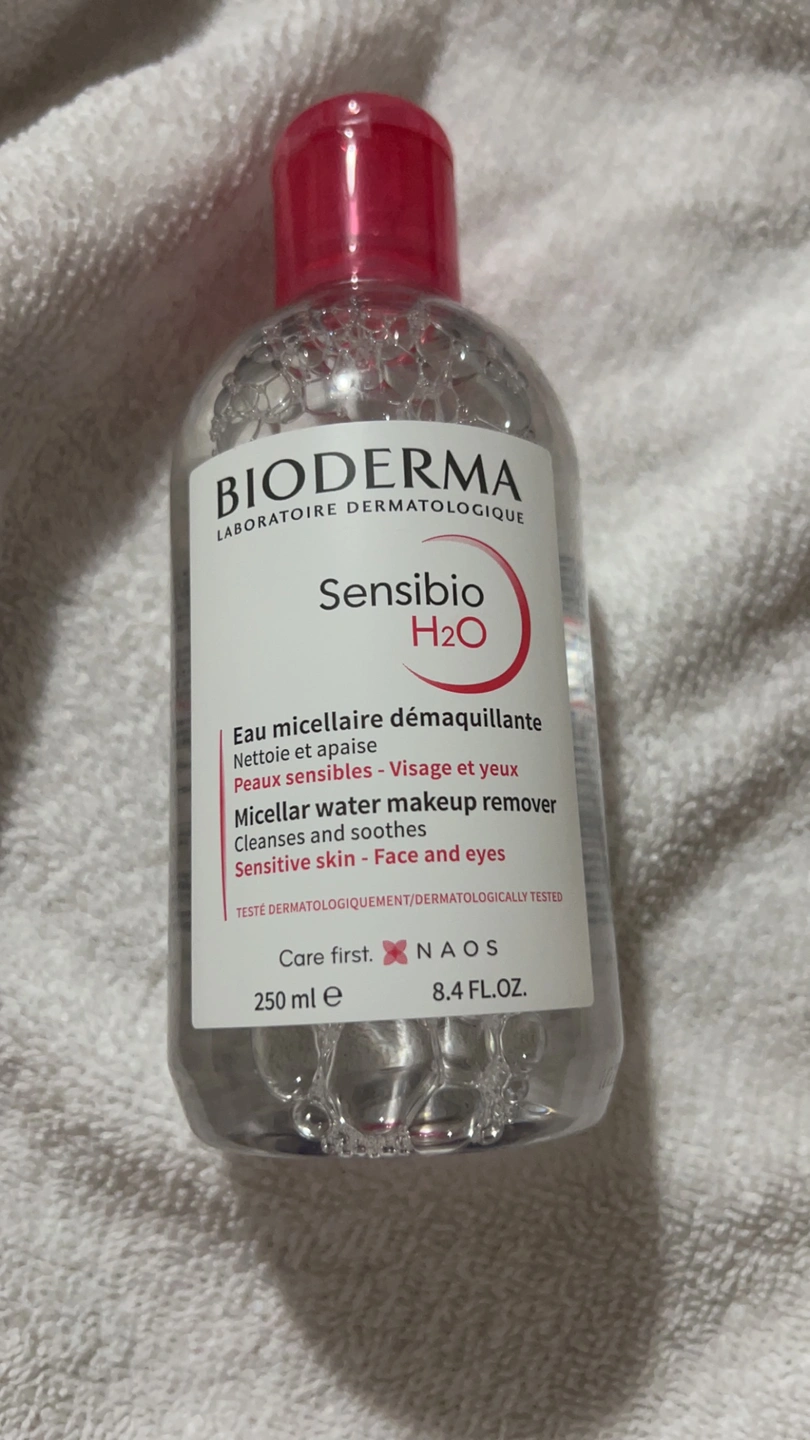 BIODERMA
LABORATOIRE DERMATOLOGIQUE
Sensibio
H2O
Eau micellaire démaquillante
Nettoie et apaise
Peaux sensibles - Visage et yeux
Micellar water makeup remover
Cleanses and soothes
Sensitive skin - Face and eyes
TESTÉ DERMATOLOGIQUEMENT/DERMATOLOGICALLY TESTED
Care first. NAOS
250 ml ℮ 8.4 FL.OZ.